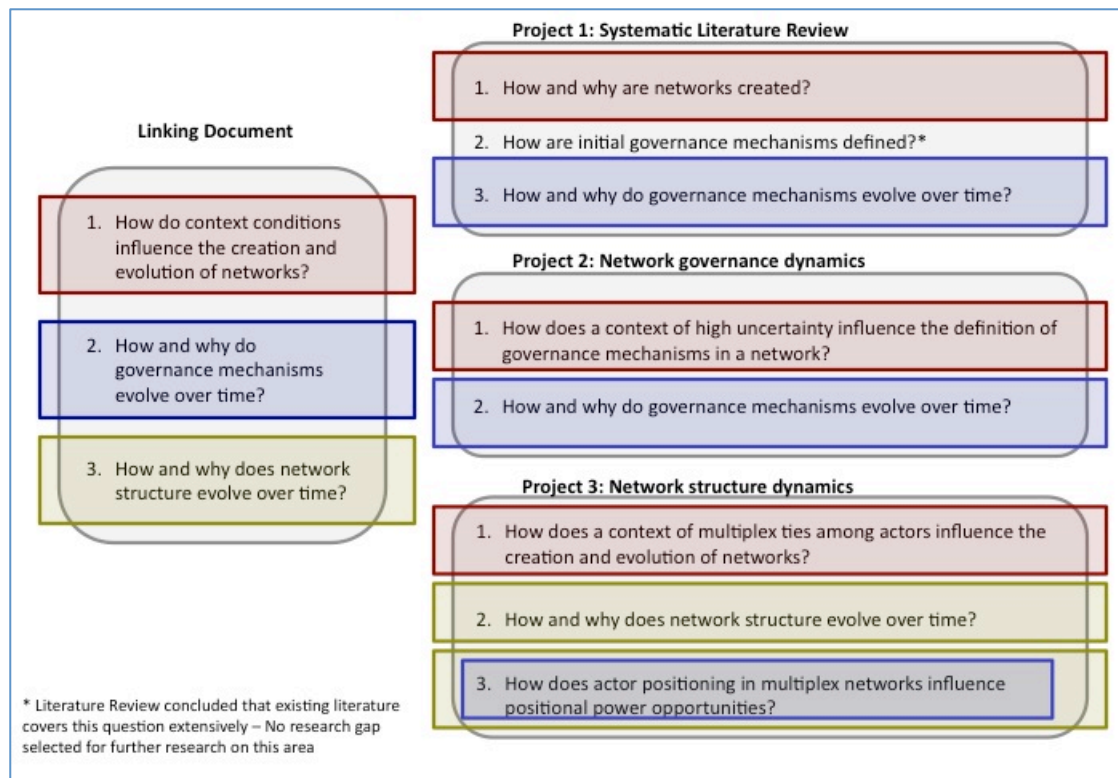 Linking Document
1. How do context conditions
influence the creation and
evolution of networks?
2. How and why do
governance mechanisms
evolve over time?
3. How and why does network
structure evolve over time?
* Literature Review concluded that existing literature
covers this question extensively – No research gap
selected for further research on this area
Project 1: Systematic Literature Review
1. How and why are networks created?
2. How are initial governance mechanisms defined?*
3. How and why do governance mechanisms evolve over time?
Project 2: Network governance dynamics
1. How does a context of high uncertainty influence the definition of
governance mechanisms in a network?
2. How and why do governance mechanisms evolve over time?
Project 3: Network structure dynamics
1. How does a context of multiplex ties among actors influence the
creation and evolution of networks?
2. How and why does network structure evolve over time?
3. How does actor positioning in multiplex networks influence
positional power opportunities?